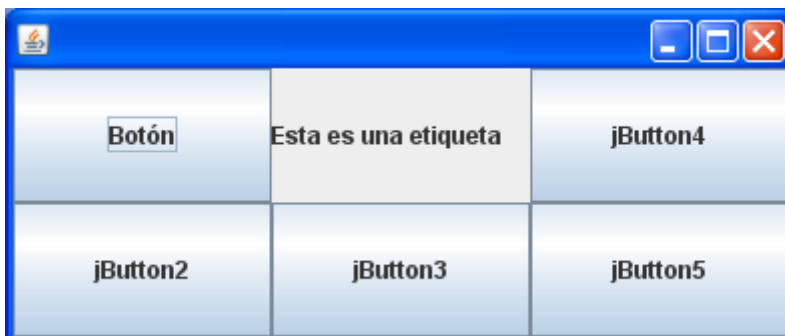 Botón
Esta es una etiqueta
jButton4
jButton2
jButton3
jButton5